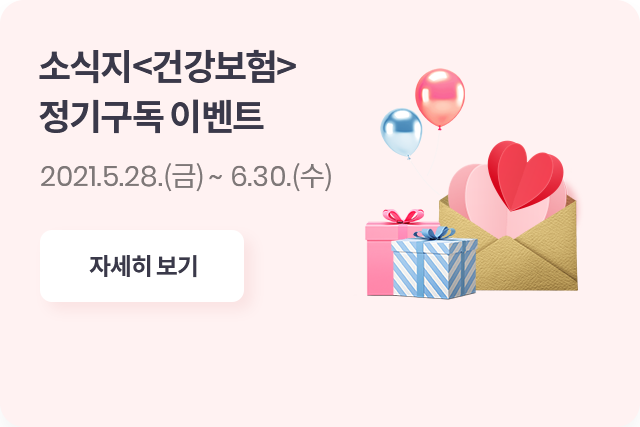 소식지<건강보험>
정기구독 이벤트
2021.5.28.(금) ~ 6.30.(수)
자세히 보기